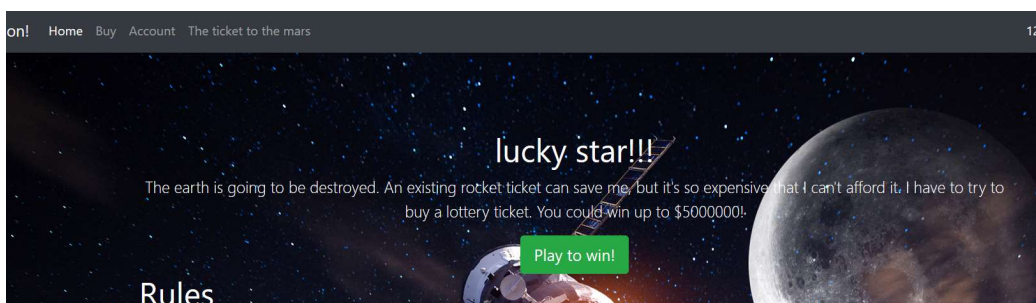 on! Home Buy Account The ticket to the mars 12
lucky star!!!
The earth is going to be destroyed. An existing rocket ticket can save me, but it's so expensive that I can't afford it. I have to try to
buy a lottery ticket. You could win up to $5000000!
Play to win!
Rules